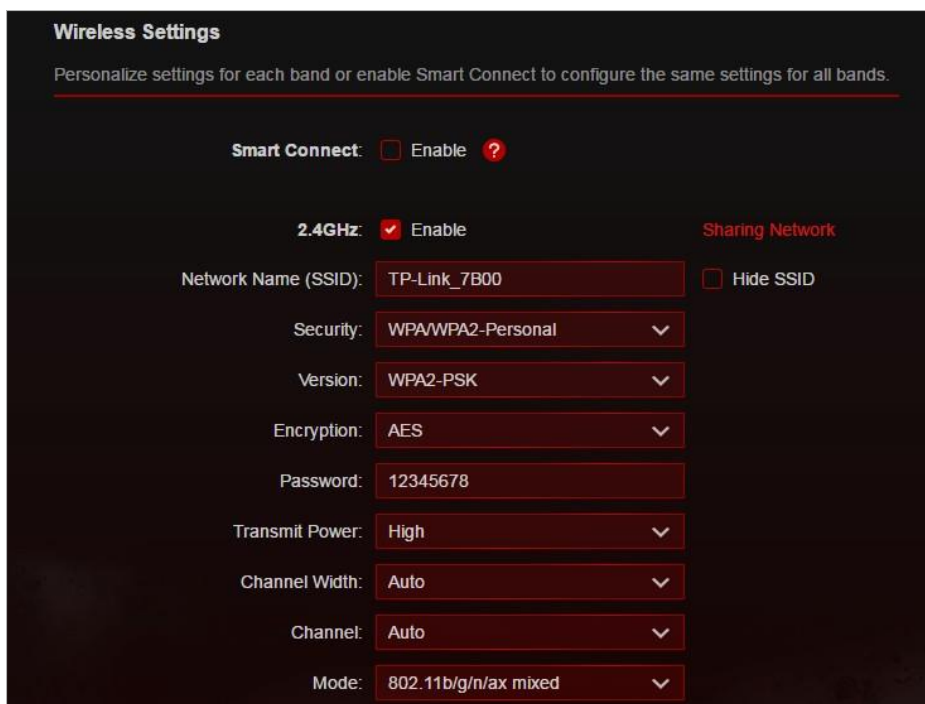 Wireless Settings
Personalize settings for each band or enable Smart Connect to configure the same settings for all bands.
Smart Connect: Enable ?
2.4GHz: Enable Sharing Network
Network Name (SSID): TP-Link_7B00 Hide SSID
Security: WPA/WPA2-Personal
Version: WPA2-PSK
Encryption: AES
Password: 12345678
Transmit Power: High
Channel Width: Auto
Channel: Auto
Mode: 802.11b/g/n/ax mixed